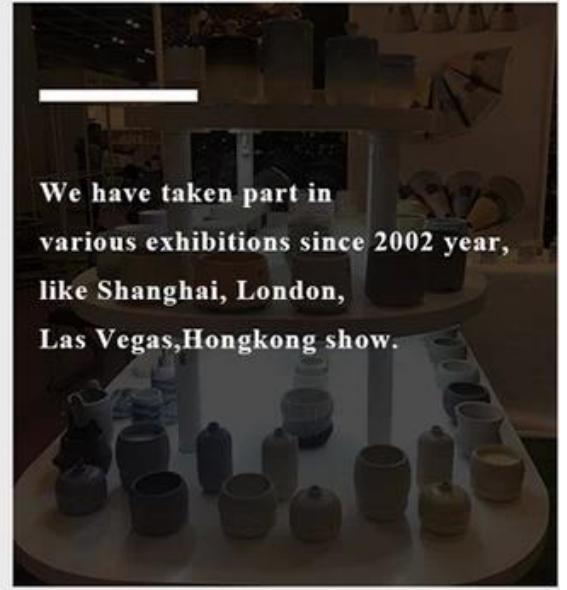 We have taken part in
various exhibitions since 2002 year,
like Shanghai, London,
Las Vegas,Hongkong show.